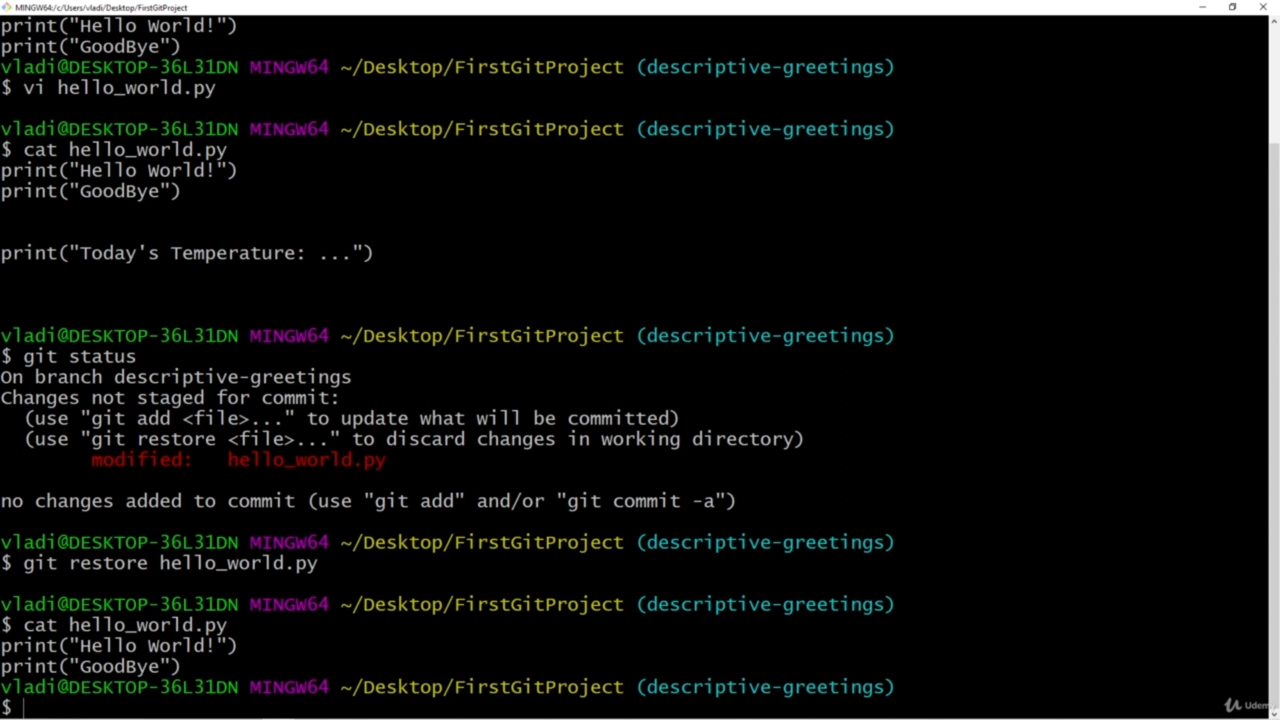 MINGW64:/c/Users/vladi/Desktop/FirstGitProject
print("Hello World!")
print("GoodBye")
vladi@DESKTOP-36L31DN MINGW64 ~/Desktop/FirstGitProject (descriptive-greetings)
$ vi hello_world.py
vladi@DESKTOP-36L31DN MINGW64 ~/Desktop/FirstGitProject (descriptive-greetings)
$ cat hello_world.py
print("Hello World!")
print("GoodBye")
print("Today's Temperature: ...")
vladi@DESKTOP-36L31DN MINGW64 ~/Desktop/FirstGitProject (descriptive-greetings)
$ git status
On branch descriptive-greetings
Changes not staged for commit:
(use "git add <file>..." to update what will be committed)
(use "git restore <file>..." to discard changes in working directory)
modified: hello_world.py
no changes added to commit (use "git add" and/or "git commit -a")
vladi@DESKTOP-36L31DN MINGW64 ~/Desktop/FirstGitProject (descriptive-greetings)
$ git restore hello_world.py
vladi@DESKTOP-36L31DN MINGW64 ~/Desktop/FirstGitProject (descriptive-greetings)
$ cat hello_world.py
print("Hello World!")
print("GoodBye")
vladi@DESKTOP-36L31DN MINGW64 ~/Desktop/FirstGitProject (descriptive-greetings)
$
Udemy